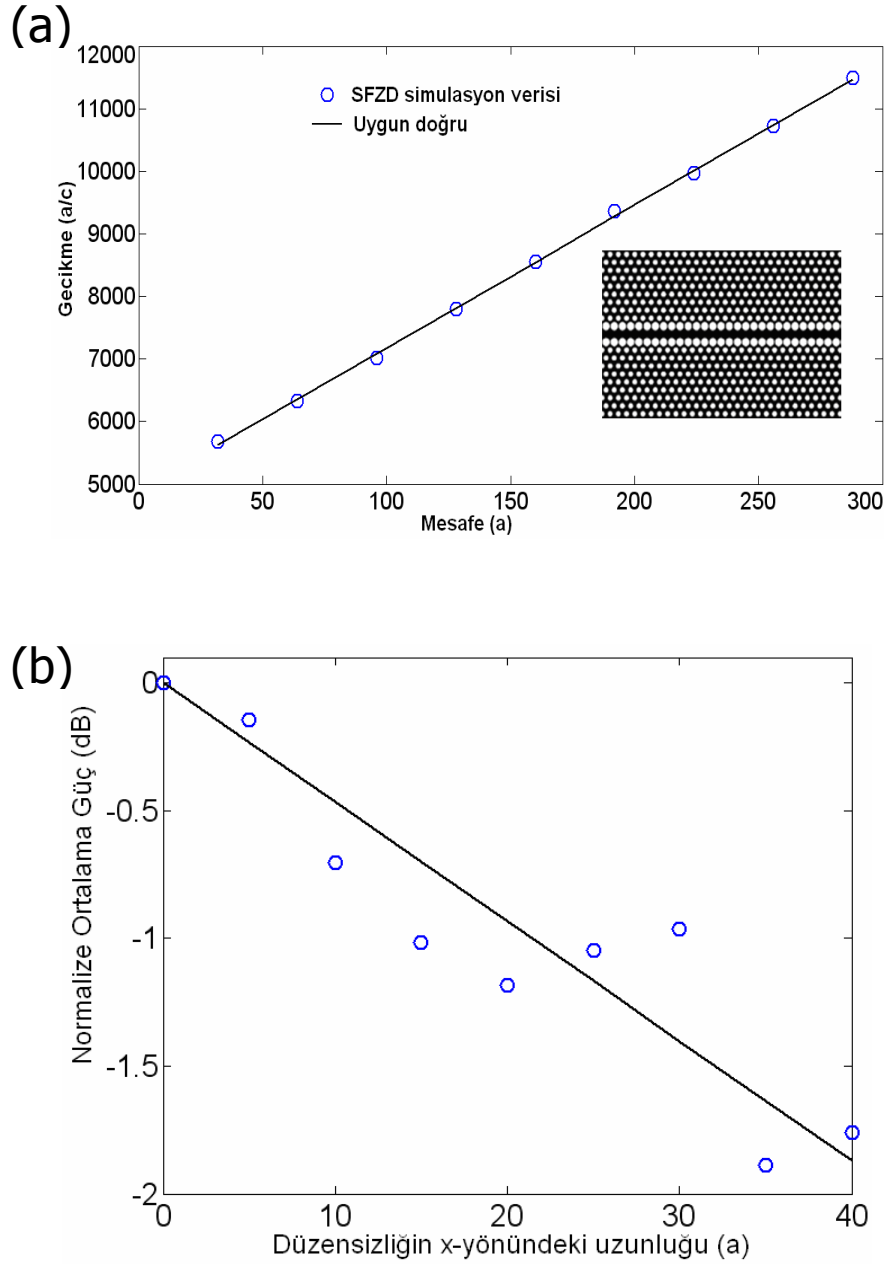 (a)
12000
11000
10000
9000
8000
7000
6000
5000
Gecikme (a/c)
SFZD simulasyon verisi
Uygun doğru
0 50 100 150 200 250 300
Mesafe (a)
(b)
0
-0.5
-1
-1.5
-2
Normalize Ortalama Güç (dB)
0 10 20 30 40
Düzensizliğin x-yönündeki uzunluğu (a)